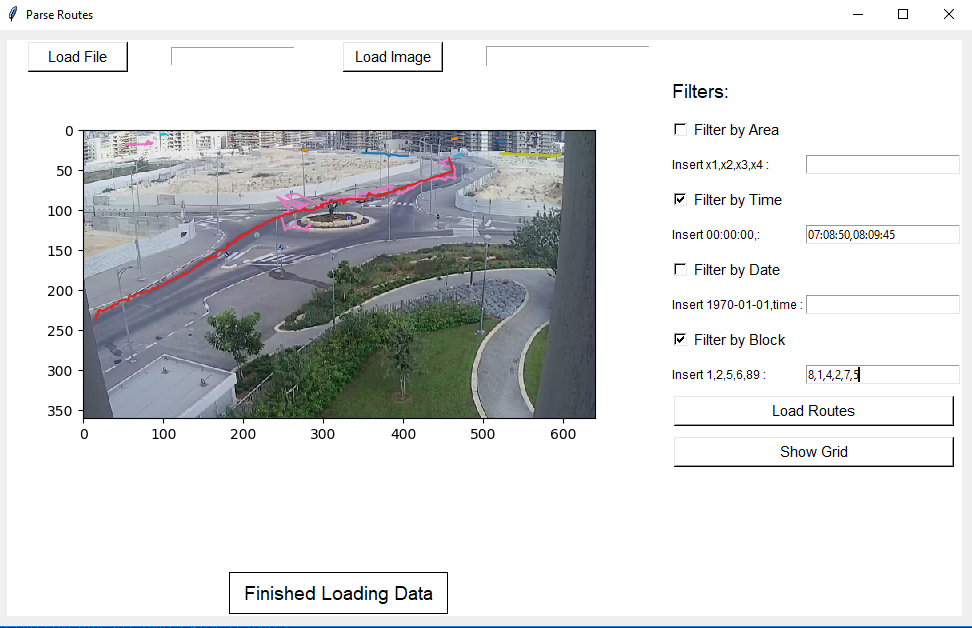 Parse Routes
Load File
Load Image
Filters:
Filter by Area
Insert x1,x2,x3,x4 :
Filter by Time
Insert 00:00:00,:
07:08:50,08:09:45
Filter by Date
Insert 1970-01-01,time :
Filter by Block
Insert 1,2,5,6,89 :
8,1,4,2,7,5
Load Routes
Show Grid
0
50
100
150
200
250
300
350
0 100 200 300 400 500 600
Finished Loading Data